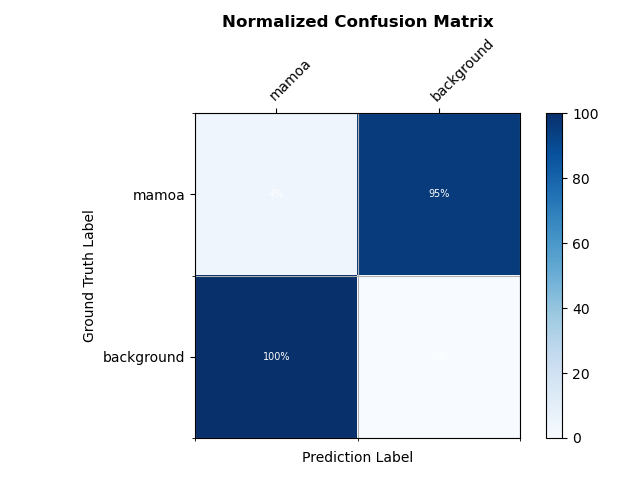 Normalized Confusion Matrix
mamoa
background
mamoa
95%
background
100%
Ground Truth Label
Prediction Label
100
80
60
40
20
0